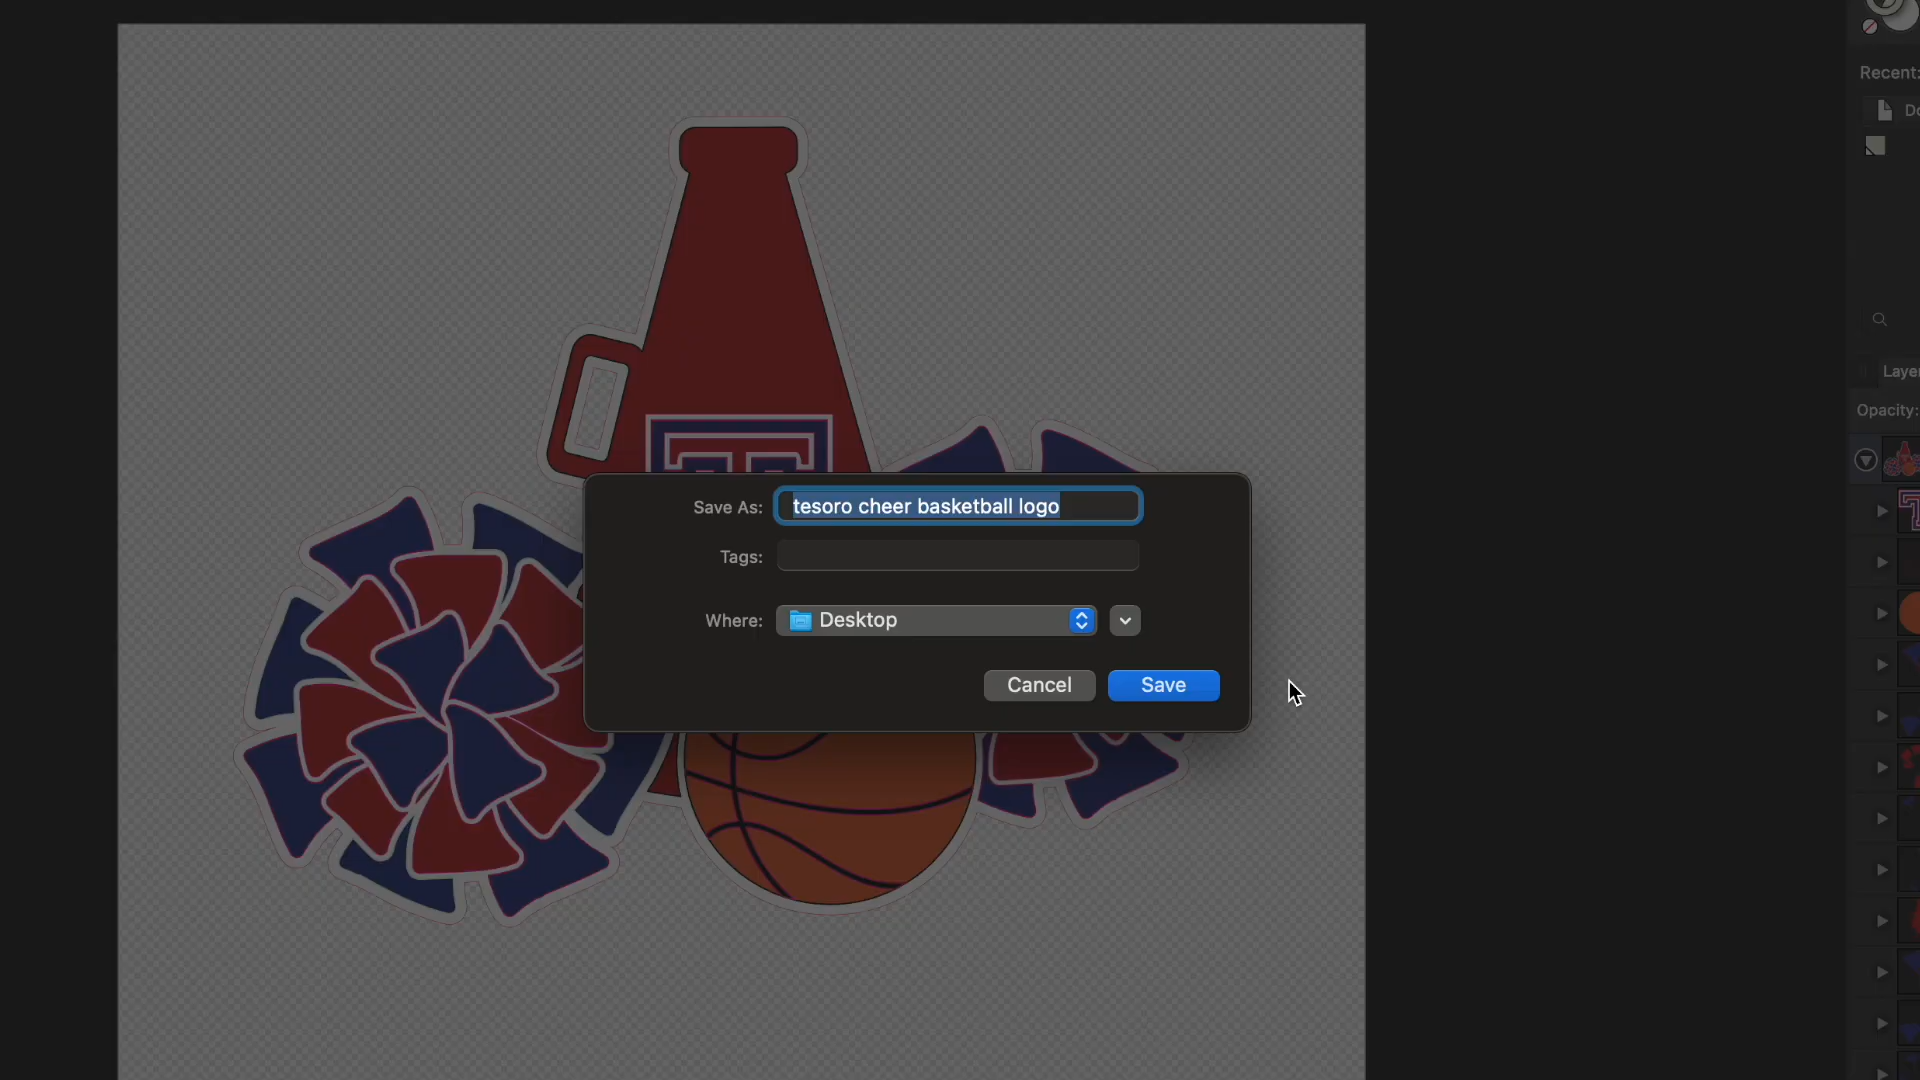 Recent:
Layer
Opacity:
Save As: tesoro cheer basketball logo
Tags:
Where: Desktop
Cancel Save